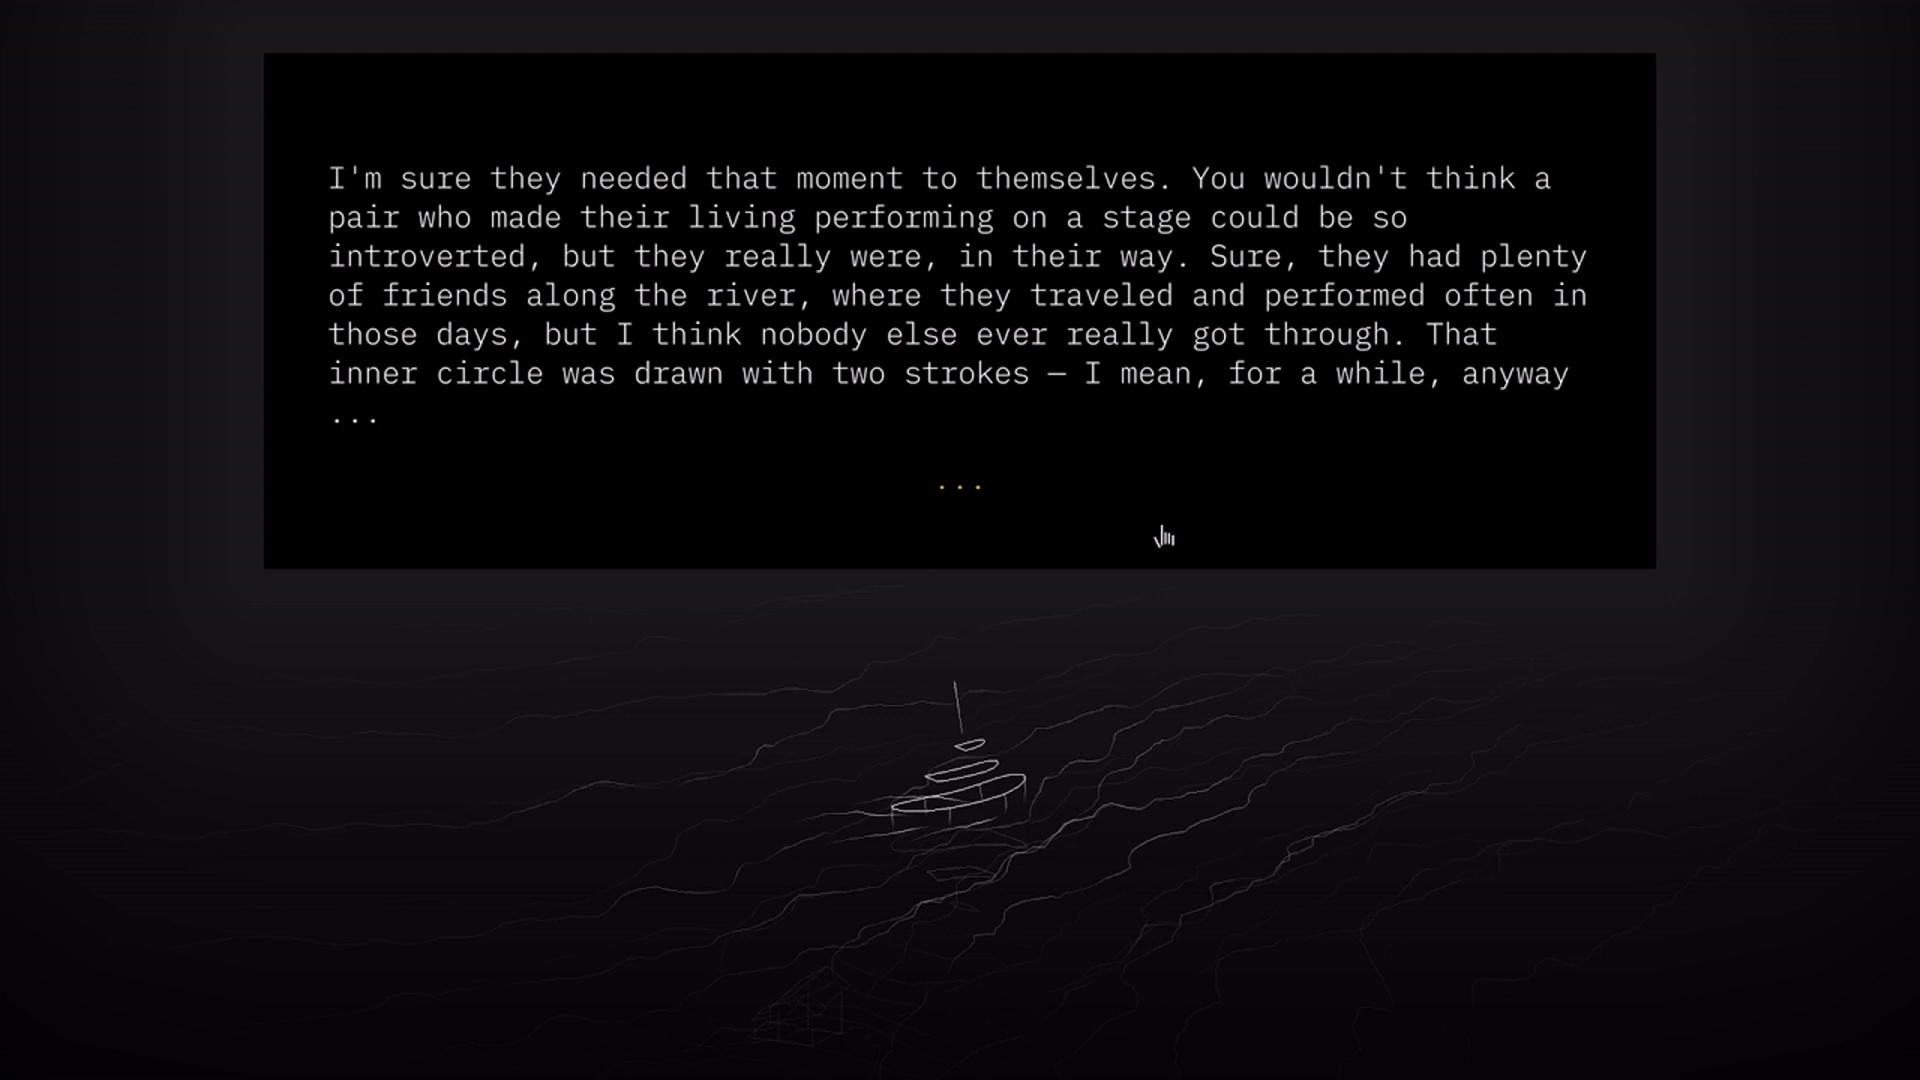 I'm sure they needed that moment to themselves. You wouldn't think a
pair who made their living performing on a stage could be so
introverted, but they really were, in their way. Sure, they had plenty
of friends along the river, where they traveled and performed often in
those days, but I think nobody else ever really got through. That
inner circle was drawn with two strokes — I mean, for a while, anyway
...
...